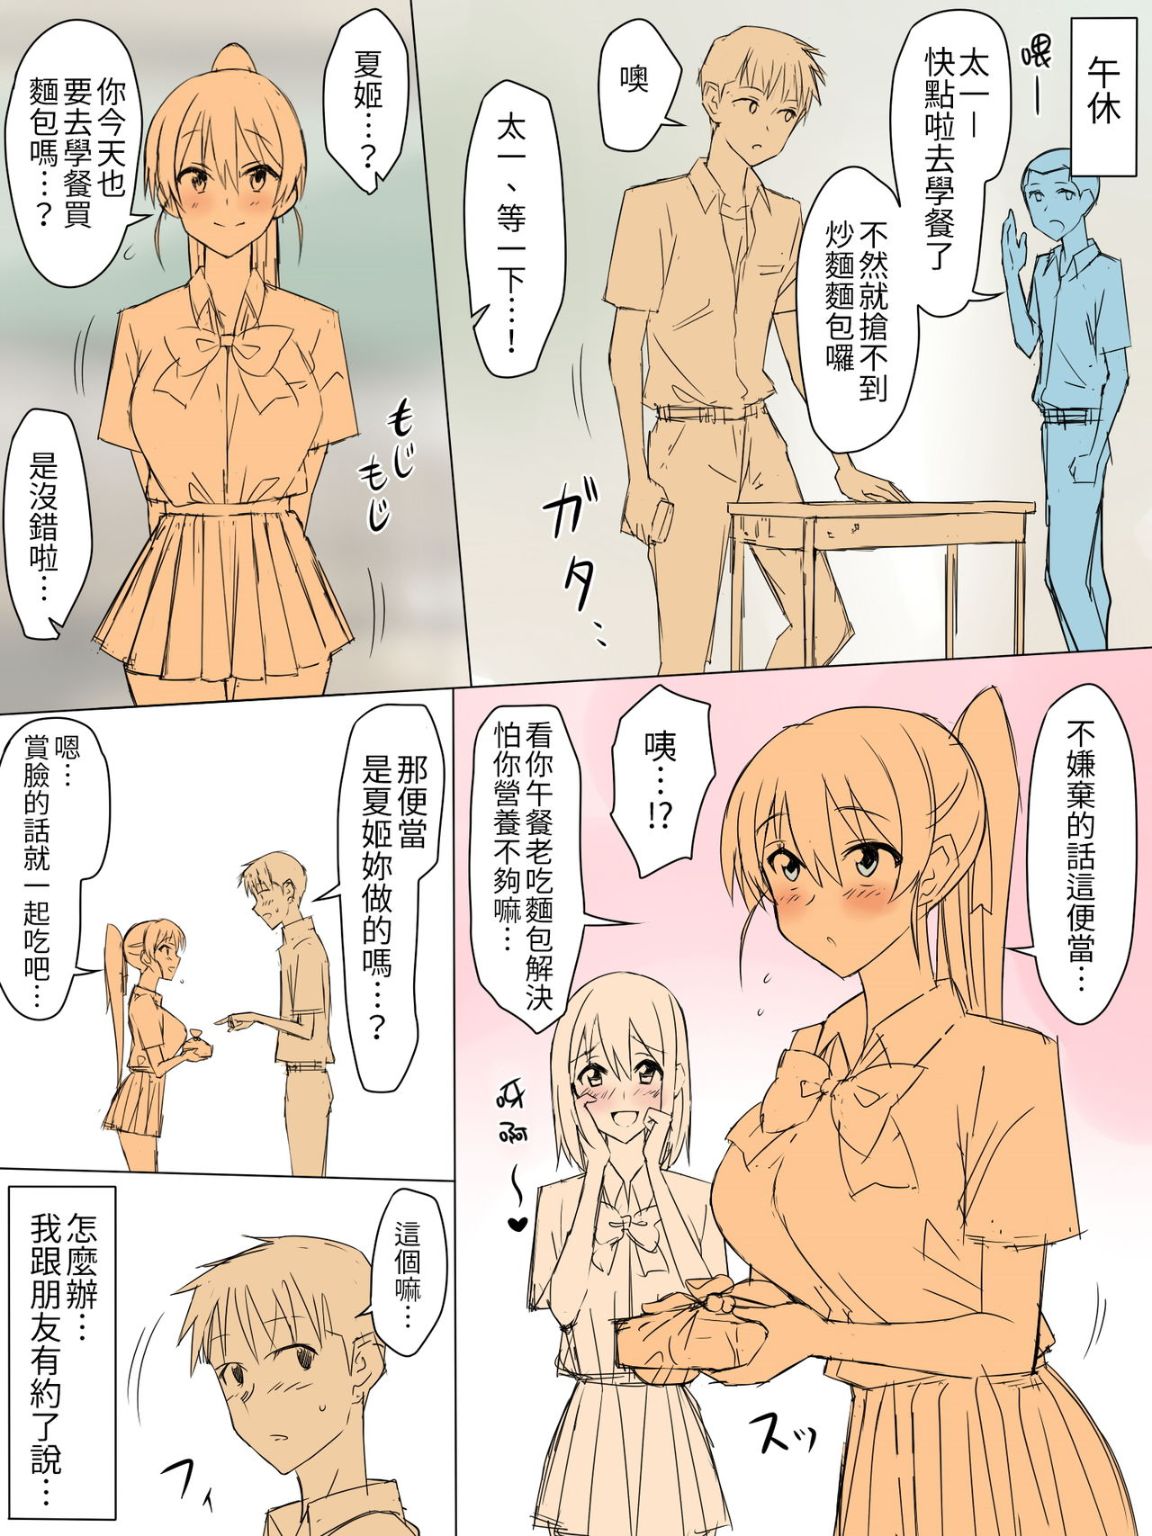 午休
喂ー
太一ー
快點啦去學餐了
不然就搶不到
炒麵麵包囉
噢
太一、等一下…！
ガタ…
夏姬…？
你今天也
要去學餐買
麵包嗎…？
もじ
もじ
是沒錯啦…
不嫌棄的話這便當…
咦…!?
看你午餐老吃麵包解決
怕你營養不夠嘛…
呀啊～♥
スッ
那便當
是夏姬妳做的嗎…？
嗯…
賞臉的話就一起吃吧…
這個嘛…
怎麼辦…
我跟朋友有約了說…
フィ